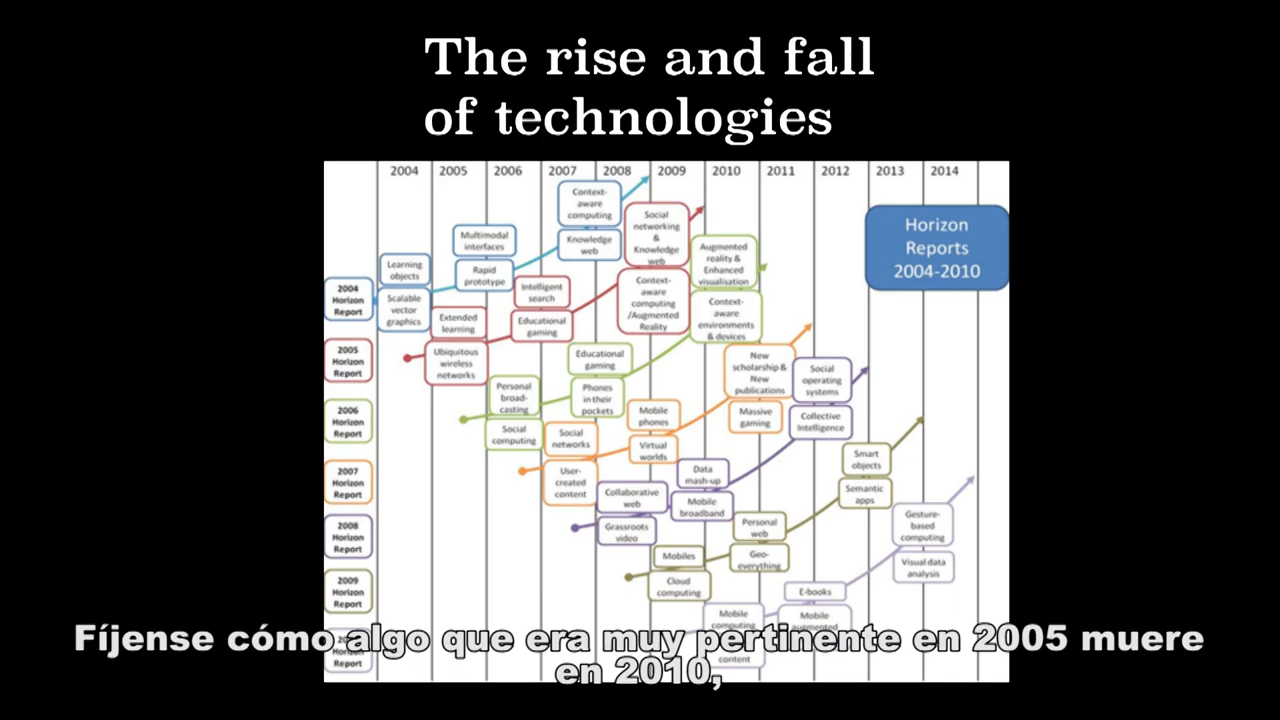 The rise and fall
of technologies
2004 2005 2006 2007 2008 2009 2010 2011 2012 2013 2014
Horizon
Reports
2004-2010
2004
Horizon
Report
Learning
objects
Scalable
vector
graphics
Multimodal
interfaces
Rapid
prototype
Context-
aware
computing
Knowledge
web
2005
Horizon
Report
Extended
learning
Ubiquitous
wireless
networks
Intelligent
search
Educational
gaming
Social
networking
&
Knowledge
web
Context-
aware
computing
/Augmented
Reality
2006
Horizon
Report
Personal
broad-
casting
Social
computing
Educational
gaming
Phones
in their
pockets
Augmented
reality &
Enhanced
visualisation
Context-
aware
environments
& devices
2007
Horizon
Report
Social
networks
User-
created
content
Mobile
phones
Virtual
worlds
New
scholarship &
New
publications
Massive
gaming
2008
Horizon
Report
Collaborative
web
Grassroots
video
Data
mash-up
Mobile
broadband
Social
operating
systems
Collective
Intelligence
2009
Horizon
Report
Mobiles
Cloud
computing
Personal
web
Geo-
everything
Smart
objects
Semantic
apps
Report
Mobile
computing
content
E-books
Mobile
augmented
Gesture-
based
computing
Visual data
analysis
Fíjense cómo algo que era muy pertinente en 2005 muere
en 2010,